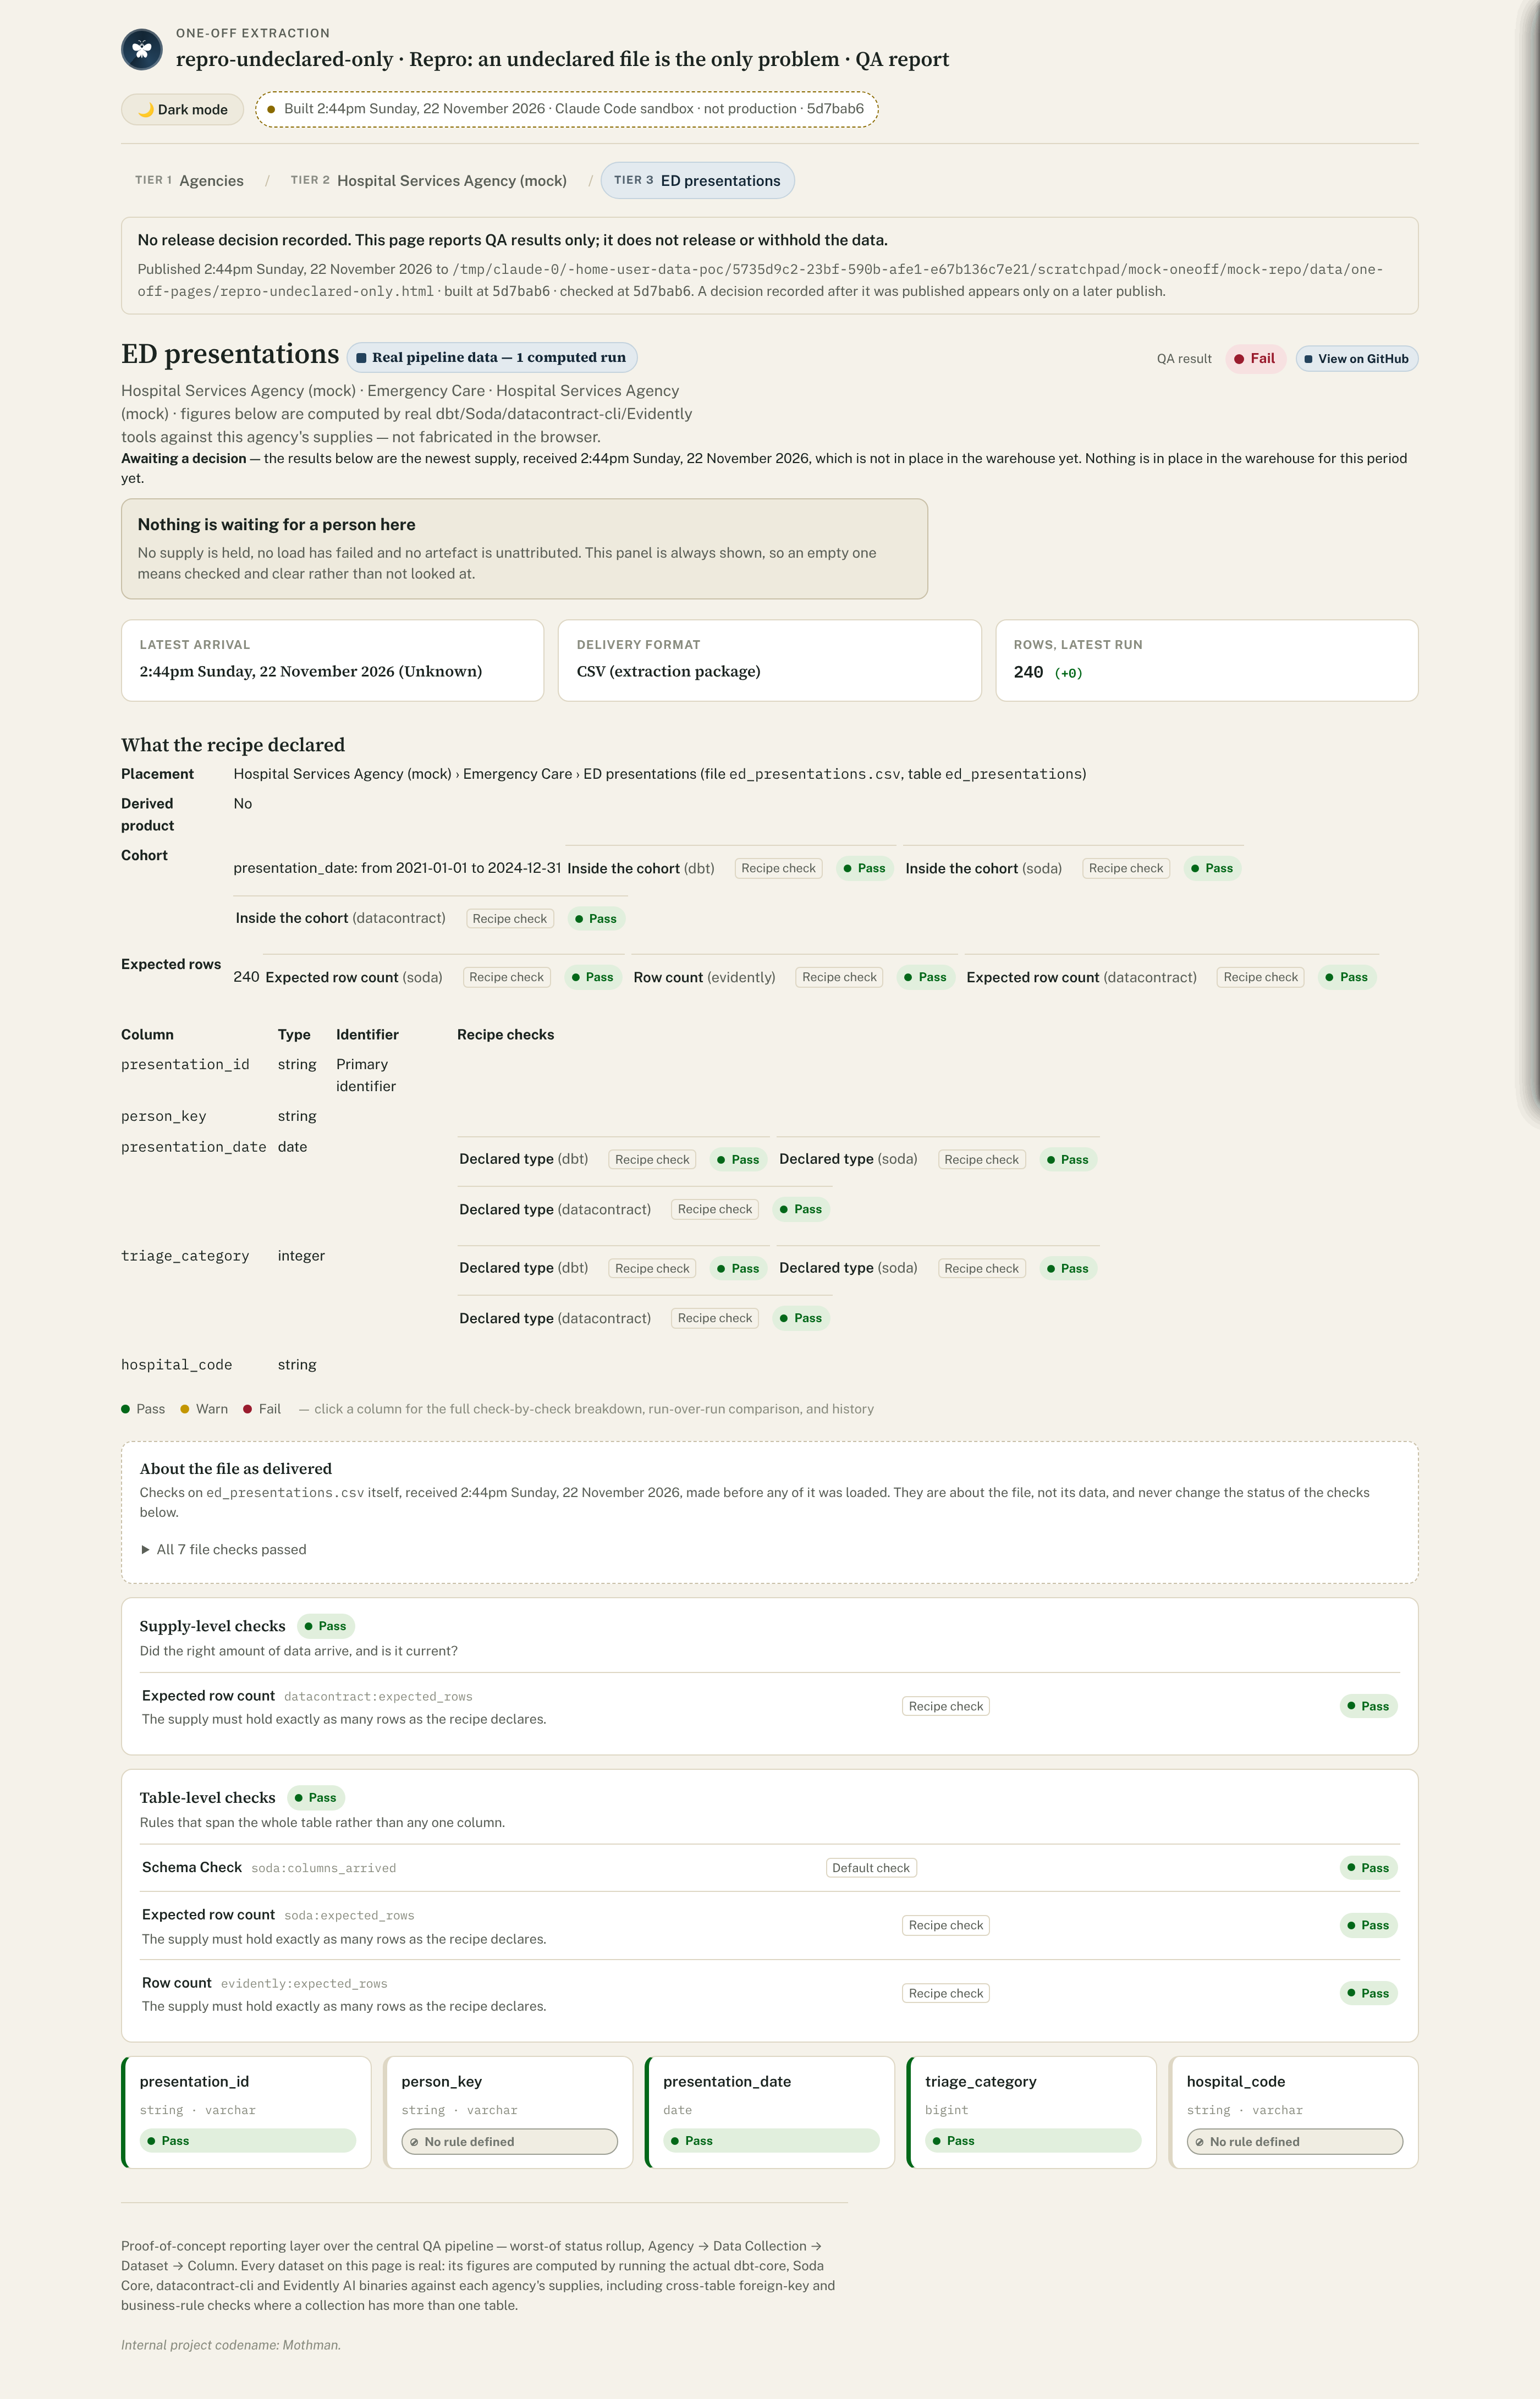 ONE-OFF EXTRACTION
repro-undeclared-only · Repro: an undeclared file is the only problem · QA report
🌙 Dark mode
Built 2:44pm Sunday, 22 November 2026 · Claude Code sandbox · not production · 5d7bab6
TIER 1 Agencies / TIER 2 Hospital Services Agency (mock) / TIER 3 ED presentations
No release decision recorded. This page reports QA results only; it does not release or withhold the data.
Published 2:44pm Sunday, 22 November 2026 to /tmp/claude-0/-home-user-data-poc/5735d9c2-23bf-590b-afe1-e67b136c7e21/scratchpad/mock-oneoff/mock-repo/data/one-
off-pages/repro-undeclared-only.html · built at 5d7bab6 · checked at 5d7bab6. A decision recorded after it was published appears only on a later publish.
ED presentations Real pipeline data — 1 computed run
QA result Fail View on GitHub
Hospital Services Agency (mock) · Emergency Care · Hospital Services Agency
(mock) · figures below are computed by real dbt/Soda/datacontract-cli/Evidently
tools against this agency's supplies — not fabricated in the browser.
Awaiting a decision — the results below are the newest supply, received 2:44pm Sunday, 22 November 2026, which is not in place in the warehouse yet. Nothing is in place in the warehouse for this period
yet.
Nothing is waiting for a person here
No supply is held, no load has failed and no artefact is unattributed. This panel is always shown, so an empty one
means checked and clear rather than not looked at.
LATEST ARRIVAL
2:44pm Sunday, 22 November 2026 (Unknown)
DELIVERY FORMAT
CSV (extraction package)
ROWS, LATEST RUN
240 (+0)
What the recipe declared
Placement Hospital Services Agency (mock) › Emergency Care › ED presentations (file ed_presentations.csv, table ed_presentations)
Derived No
product
Cohort
presentation_date: from 2021-01-01 to 2024-12-31 Inside the cohort (dbt) Recipe check Pass Inside the cohort (soda) Recipe check Pass
Inside the cohort (datacontract) Recipe check Pass
Expected rows
240 Expected row count (soda) Recipe check Pass Row count (evidently) Recipe check Pass Expected row count (datacontract) Recipe check Pass
Column Type Identifier Recipe checks
presentation_id string Primary
identifier
person_key string
presentation_date date
Declared type (dbt) Recipe check Pass Declared type (soda) Recipe check Pass
Declared type (datacontract) Recipe check Pass
triage_category integer
Declared type (dbt) Recipe check Pass Declared type (soda) Recipe check Pass
Declared type (datacontract) Recipe check Pass
hospital_code string
Pass Warn Fail — click a column for the full check-by-check breakdown, run-over-run comparison, and history
About the file as delivered
Checks on ed_presentations.csv itself, received 2:44pm Sunday, 22 November 2026, made before any of it was loaded. They are about the file, not its data, and never change the status of the checks
below.
▶ All 7 file checks passed
Supply-level checks Pass
Did the right amount of data arrive, and is it current?
Expected row count datacontract:expected_rows
Recipe check Pass
The supply must hold exactly as many rows as the recipe declares.
Table-level checks Pass
Rules that span the whole table rather than any one column.
Schema Check soda:columns_arrived Default check Pass
Expected row count soda:expected_rows
Recipe check Pass
The supply must hold exactly as many rows as the recipe declares.
Row count evidently:expected_rows
Recipe check Pass
The supply must hold exactly as many rows as the recipe declares.
presentation_id
string · varchar
Pass
person_key
string · varchar
No rule defined
presentation_date
date
Pass
triage_category
bigint
Pass
hospital_code
string · varchar
No rule defined
Proof-of-concept reporting layer over the central QA pipeline — worst-of status rollup, Agency → Data Collection →
Dataset → Column. Every dataset on this page is real: its figures are computed by running the actual dbt-core, Soda
Core, datacontract-cli and Evidently AI binaries against each agency's supplies, including cross-table foreign-key and
business-rule checks where a collection has more than one table.
Internal project codename: Mothman.